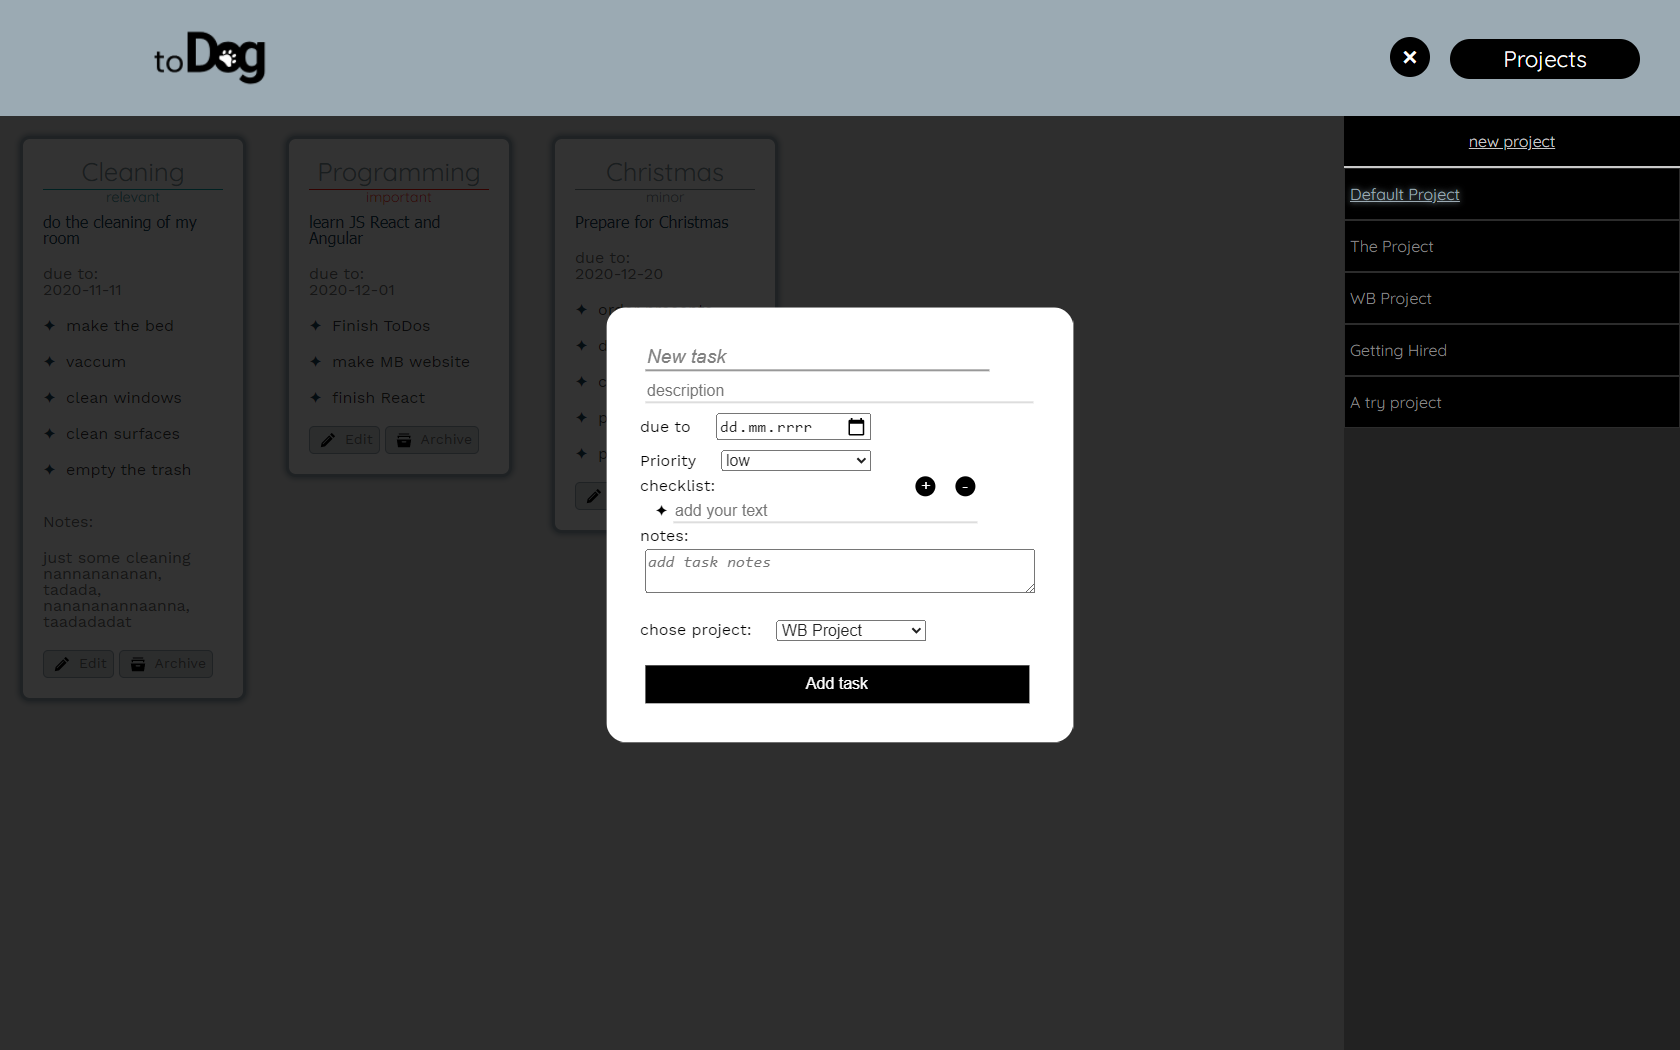 toDog
Projects
Cleaning
relevant
do the cleaning of my
room
due to:
2020-11-11
make the bed
vaccum
clean windows
clean surfaces
empty the trash
Notes:
just some cleaning
nannanananan,
tadada,
nanananannaanna,
taadadadat
Edit Archive
Programming
important
learn JS React and
Angular
due to:
2020-12-01
Finish ToDos
make MB website
finish React
Edit Archive
Christmas
minor
Prepare for Christmas
due to:
2020-12-20
New task
description
due to dd.mm.rrrr
Priority low
checklist: + -
add your text
notes:
add task notes
chose project: WB Project
Add task
new project
Default Project
The Project
WB Project
Getting Hired
A try project